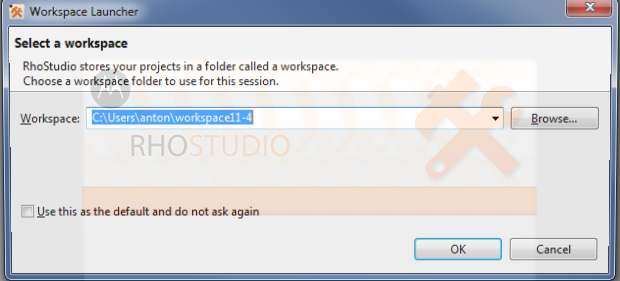 Workspace Launcher
Select a workspace
RhoStudio stores your projects in a folder called a workspace.
Choose a workspace folder to use for this session.
Workspace: C:\Users\anton\workspace11-4 Browse...
RHOSTUDIO
Use this as the default and do not ask again
OK Cancel